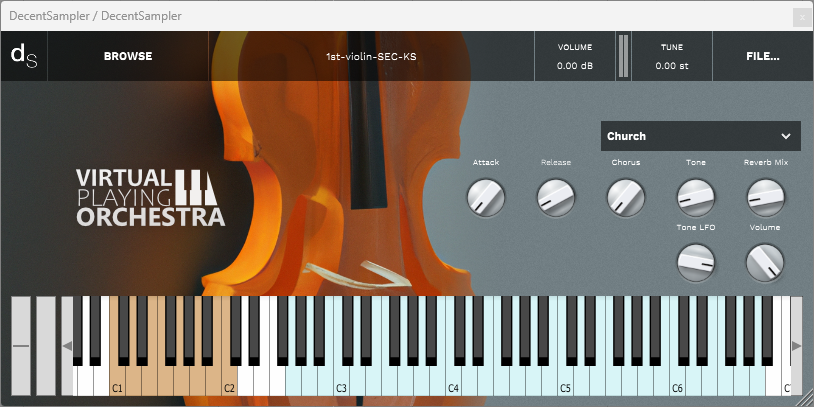 DecentSampler / DecentSampler
x
dS
BROWSE
1st-violin-SEC-KS
VOLUME
0.00 dB
TUNE
0.00 st
FILE...
Church
Attack
Release
Chorus
Tone
Reverb Mix
VIRTUAL
PLAYING
ORCHESTRA
Tone LFO
Volume
C1
C2
C3
C4
C5
C6